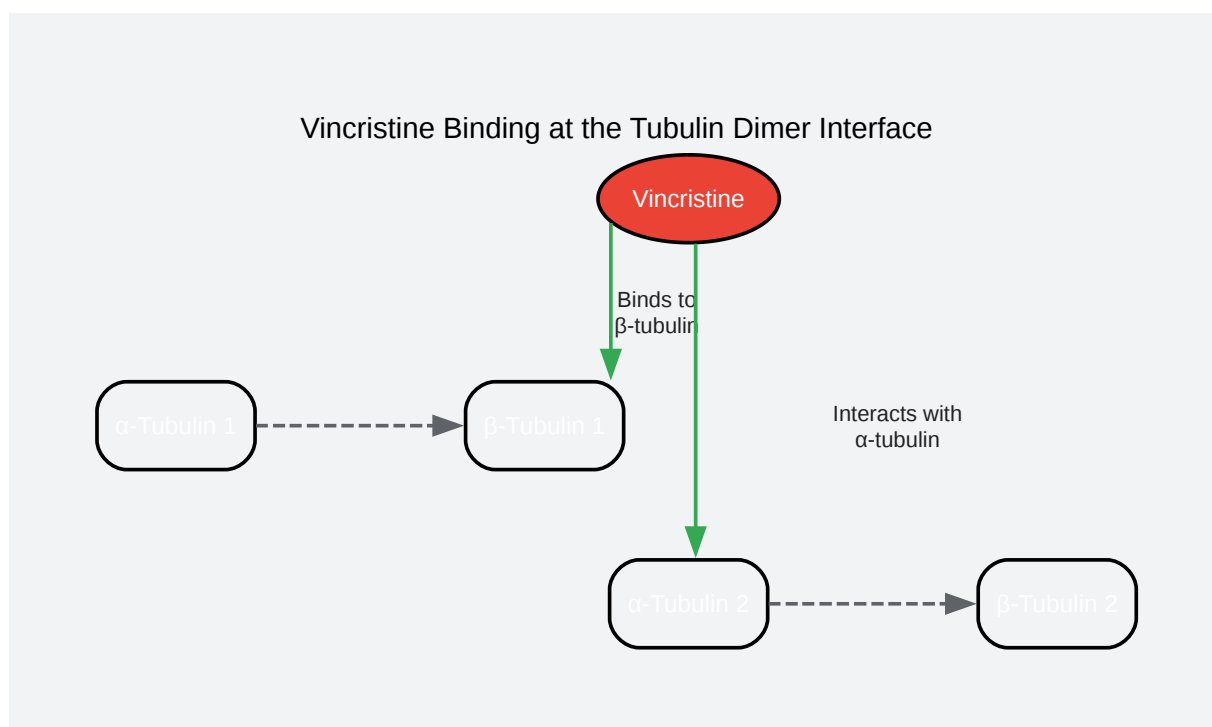 Vincristine Binding at the Tubulin Dimer Interface
Vincristine
Binds to
β-tubulin
Interacts with
α-tubulin
α-Tubulin 1
β-Tubulin 1
α-Tubulin 2
β-Tubulin 2